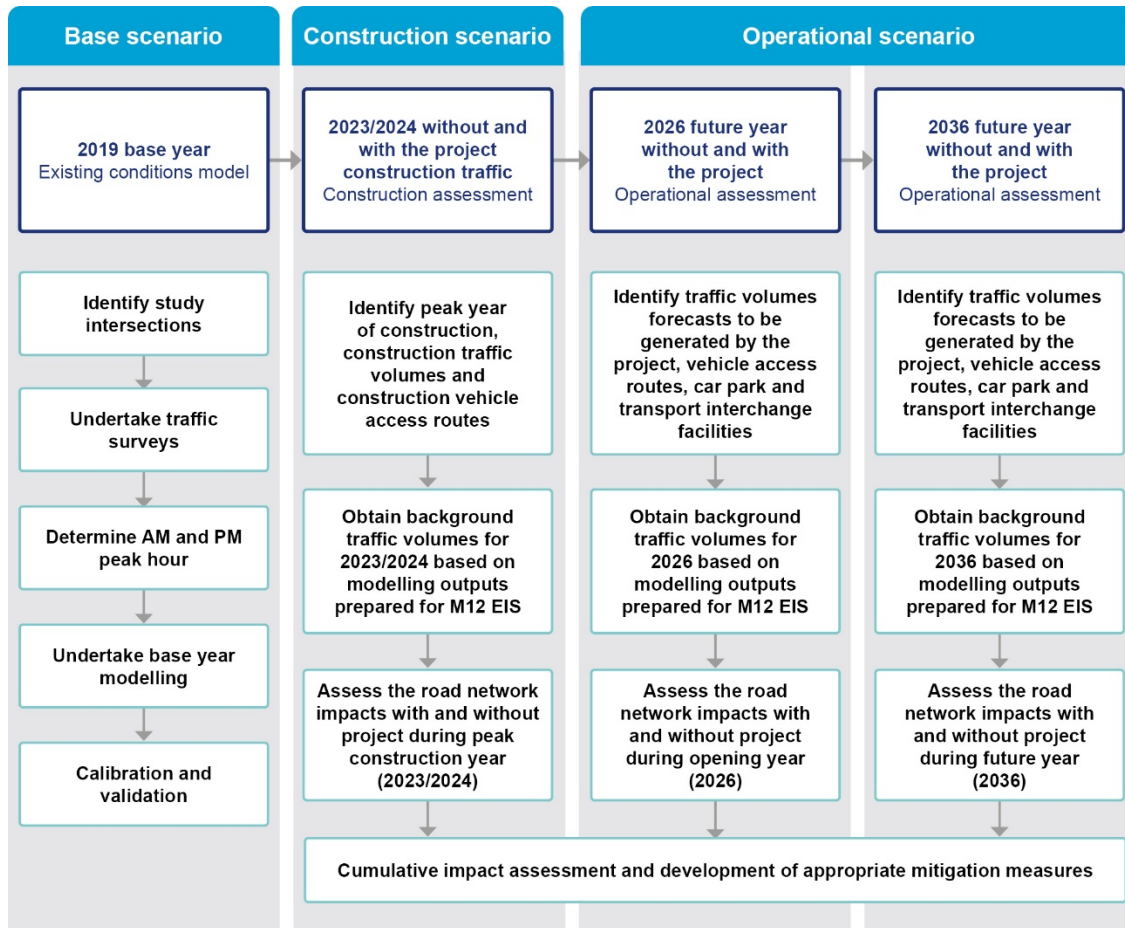 Base scenario
Construction scenario
Operational scenario
2019 base year
Existing conditions model
2023/2024 without and
with the project
construction traffic
Construction assessment
2026 future year
without and with
the project
Operational assessment
2036 future year
without and with
the project
Operational assessment
Identify study
intersections
Undertake traffic
surveys
Determine AM and PM
peak hour
Undertake base year
modelling
Calibration and
validation
Identify peak year
of construction,
construction traffic
volumes and
construction vehicle
access routes
Obtain background
traffic volumes for
2023/2024 based on
modelling outputs
prepared for M12 EIS
Assess the road network
impacts with and without
project during peak
construction year
(2023/2024)
Identify traffic volumes
forecasts to be
generated by the
project, vehicle access
routes, car park and
transport interchange
facilities
Obtain background
traffic volumes for
2026 based on
modelling outputs
prepared for M12 EIS
Assess the road
network impacts with
and without project
during opening year
(2026)
Identify traffic volumes
forecasts to be
generated by the
project, vehicle access
routes, car park and
transport interchange
facilities
Obtain background
traffic volumes for
2036 based on
modelling outputs
prepared for M12 EIS
Assess the road
network impacts with
and without project
during future year
(2036)
Cumulative impact assessment and development of appropriate mitigation measures